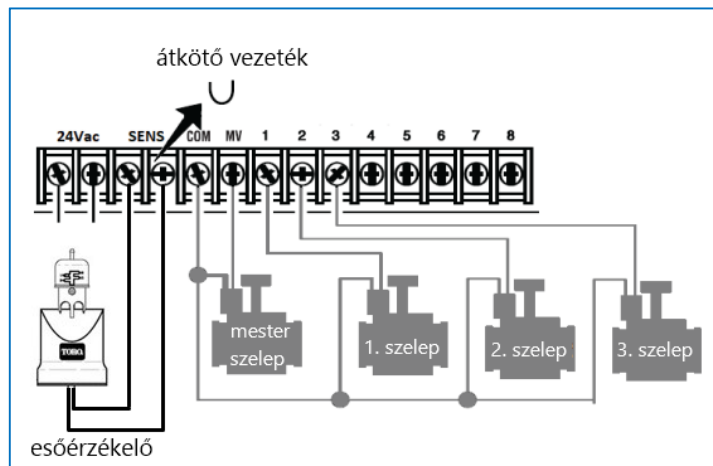 átkötő vezeték
24Vac SENS COM MV 1 2 3 4 5 6 7 8
TORO
mester
szelep
1. szelep
2. szelep
3. szelep
esőérzékelő